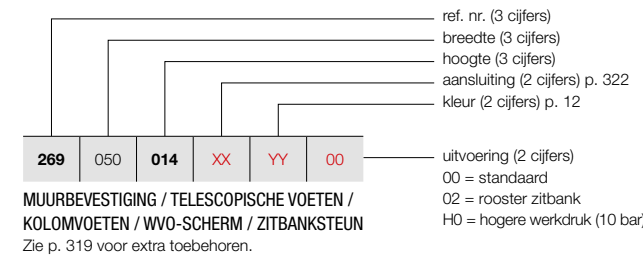 ref. nr. (3 cijfers)
breedte (3 cijfers)
hoogte (3 cijfers)
aansluiting (2 cijfers) p. 322
kleur (2 cijfers) p. 12
269 050 014 XX YY 00
uitvoering (2 cijfers)
00 = standaard
02 = rooster zitbank
H0 = hogere werkdruk (10 bar)
MUURBEVESTIGING / TELESCOPISCHE VOETEN /
KOLOMVOETEN / WVO-SCHERM / ZITBANKSTEUN
Zie p. 319 voor extra toebehoren.